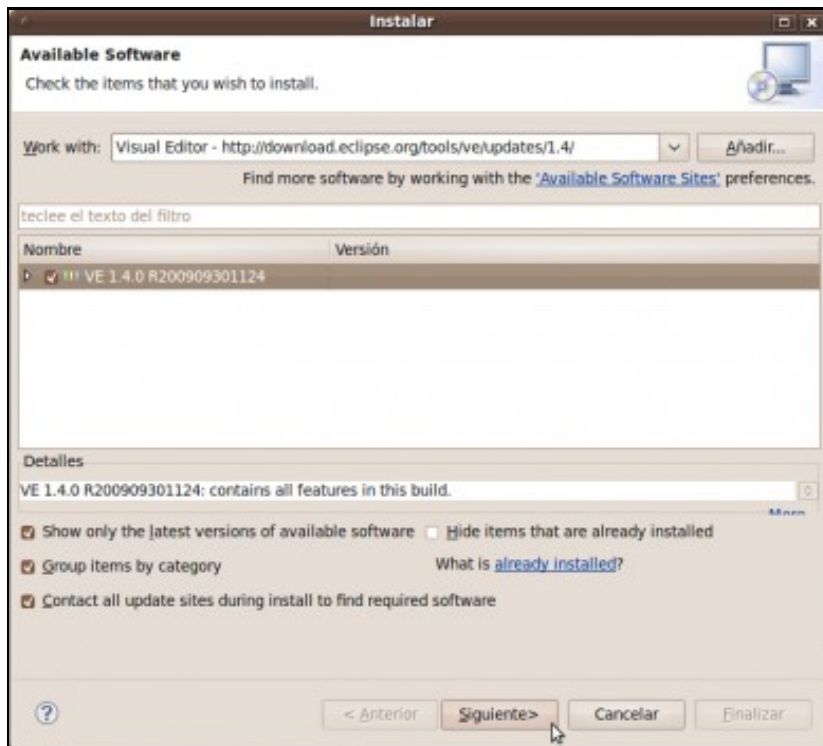 Instalar
Available Software
Check the items that you wish to install.
Work with: Visual Editor - http://download.eclipse.org/tools/ve/updates/1.4/ Añadir...
Find more software by working with the 'Available Software Sites' preferences.
teclee el texto del filtro
Nombre Versión
VE 1.4.0 R200909301124
Detalles
VE 1.4.0 R200909301124: contains all features in this build.
More...
Show only the latest versions of available software Hide items that are already installed
Group items by category What is already installed?
Contact all update sites during install to find required software
? < Anterior Siguiente> Cancelar Finalizar